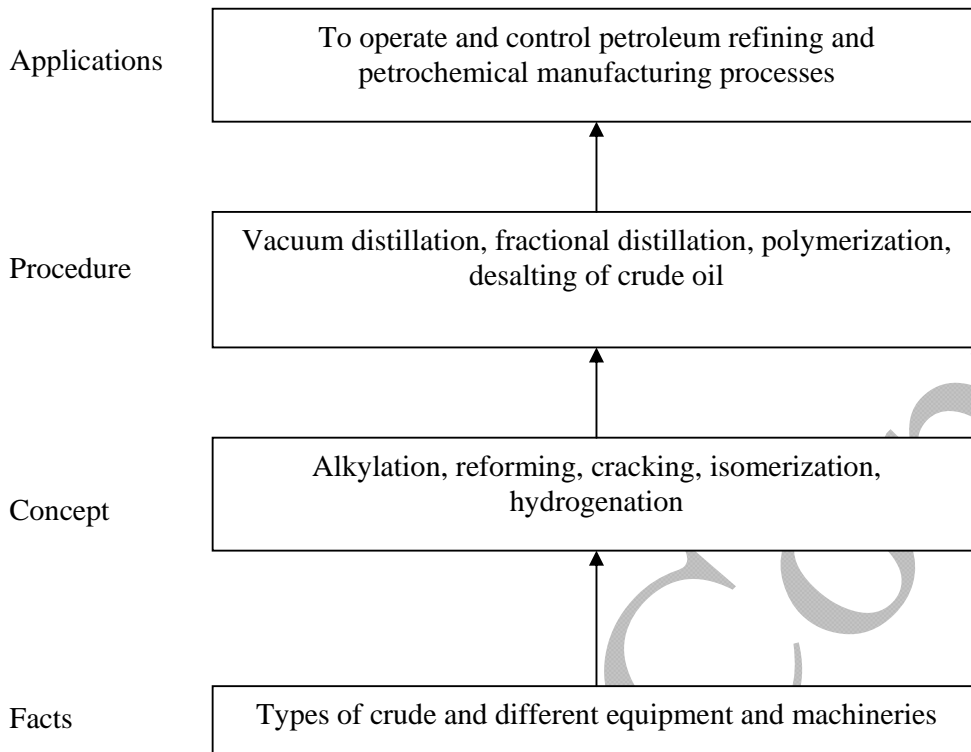 Applications
To operate and control petroleum refining and
petrochemical manufacturing processes
Procedure
Vacuum distillation, fractional distillation, polymerization,
desalting of crude oil
Concept
Alkylation, reforming, cracking, isomerization,
hydrogenation
Facts
Types of crude and different equipment and machineries